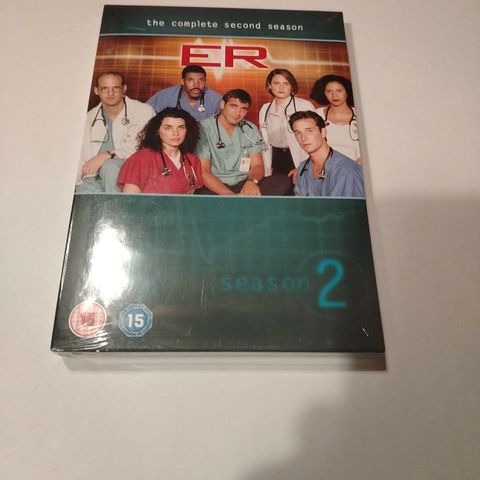 the complete second season
ER
season 2
15 15